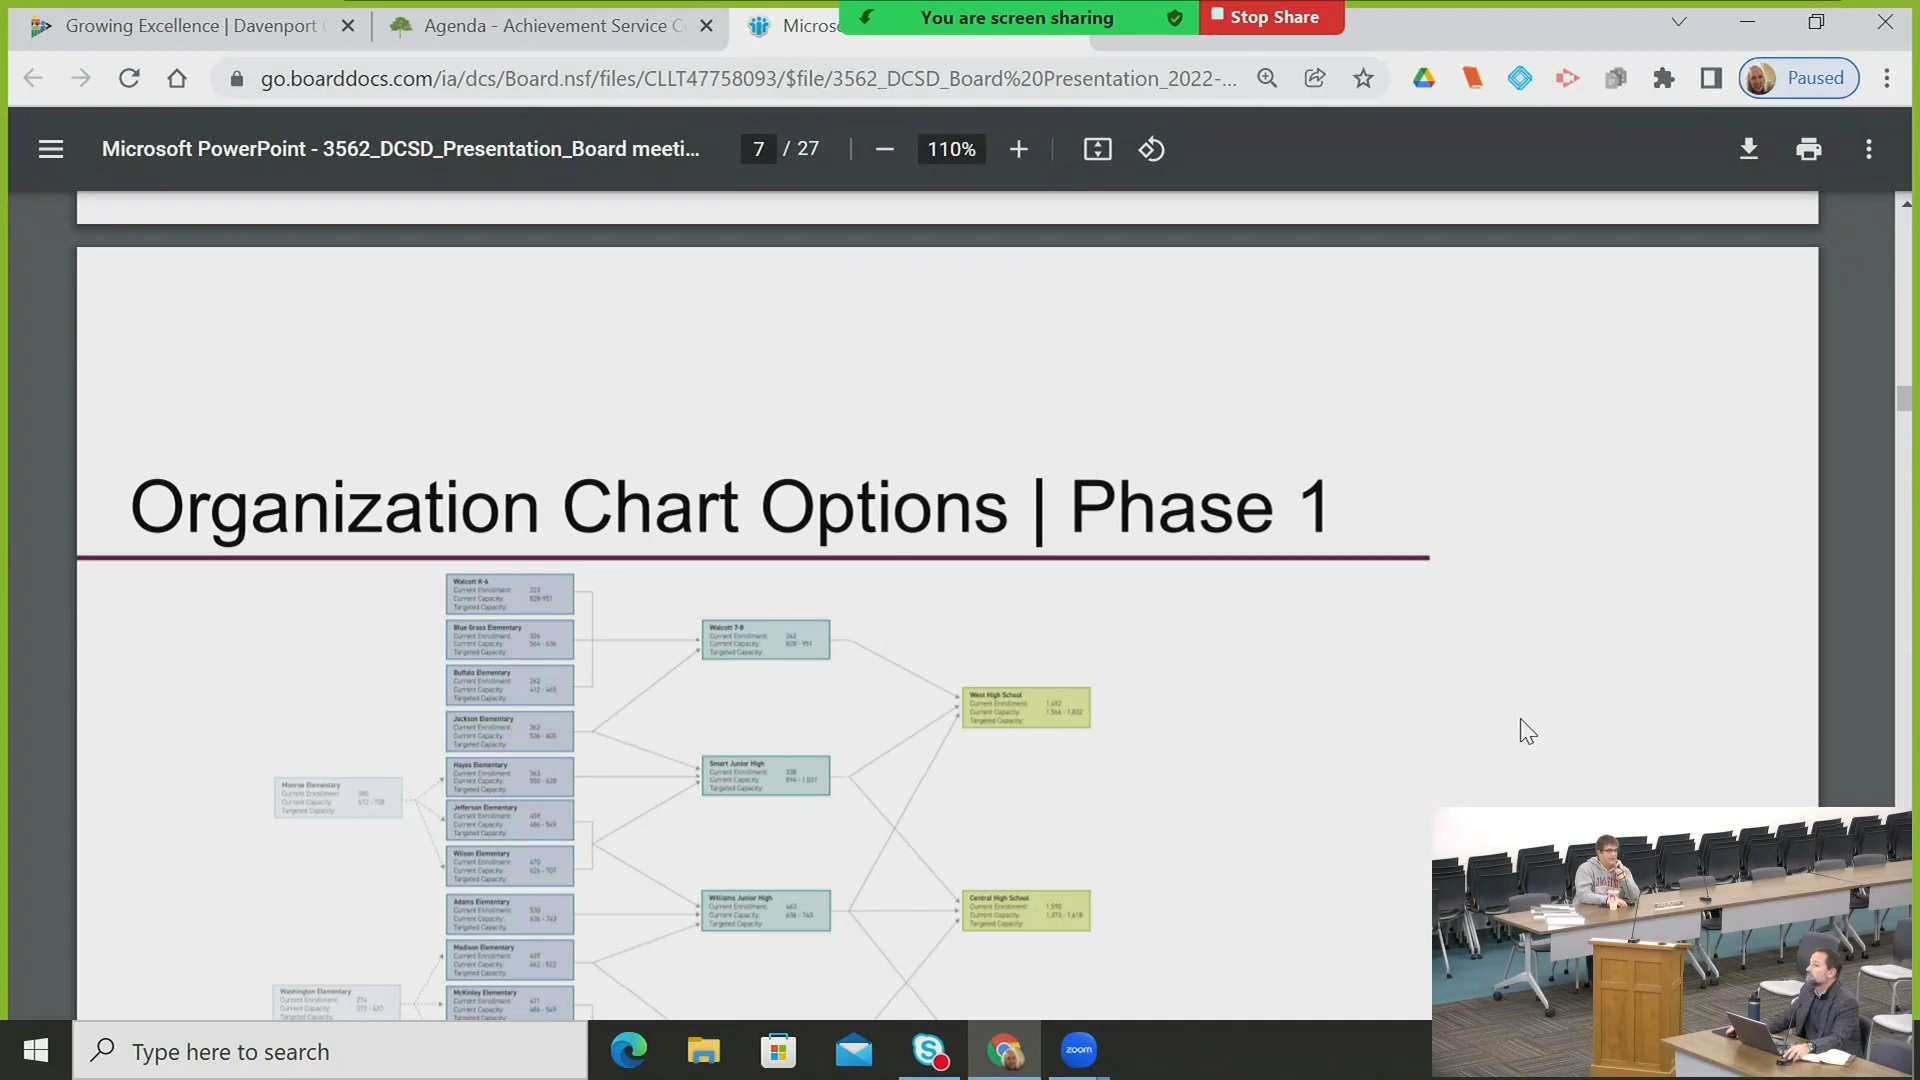 Growing Excellence | Davenport
Agenda - Achievement Service C
Micros
You are screen sharing
Stop Share
go.boarddocs.com/ia/dcs/Board.nsf/files/CLLT47758093/$file/3562_DCSD_Board%20Presentation_2022-...
Paused
Microsoft PowerPoint - 3562_DCSD_Presentation_Board meeti...
7 / 27
110%
Organization Chart Options | Phase 1
Walcott K-6
Current Enrollment: 223
Current Capacity: 828-951
Targeted Capacity:
Blue Grass Elementary
Current Enrollment: 326
Current Capacity: 564 - 636
Targeted Capacity:
Buffalo Elementary
Current Enrollment: 262
Current Capacity: 412 - 465
Targeted Capacity:
Jackson Elementary
Current Enrollment: 362
Current Capacity: 536 - 605
Targeted Capacity:
Hayes Elementary
Current Enrollment: 363
Current Capacity: 550 - 620
Targeted Capacity:
Jefferson Elementary
Current Enrollment: 459
Current Capacity: 486 - 549
Targeted Capacity:
Wilson Elementary
Current Enrollment: 470
Current Capacity: 626 - 707
Targeted Capacity:
Adams Elementary
Current Enrollment: 530
Current Capacity: 636 - 743
Targeted Capacity:
Madison Elementary
Current Enrollment: 437
Current Capacity: 462 - 522
Targeted Capacity:
McKinley Elementary
Current Enrollment: 411
Current Capacity: 486 - 549
Targeted Capacity:
Monroe Elementary
Current Enrollment: 380
Current Capacity: 672 - 758
Targeted Capacity:
Washington Elementary
Current Enrollment: 274
Current Capacity: 372 - 420
Targeted Capacity:
Walcott 7-8
Current Enrollment: 262
Current Capacity: 828 - 951
Targeted Capacity:
Smart Junior High
Current Enrollment: 338
Current Capacity: 894 - 1,027
Targeted Capacity:
Williams Junior High
Current Enrollment: 463
Current Capacity: 636 - 743
Targeted Capacity:
West High School
Current Enrollment: 1,492
Current Capacity: 1,566 - 1,832
Targeted Capacity:
Central High School
Current Enrollment: 1,590
Current Capacity: 1,373 - 1,618
Targeted Capacity:
Type here to search
zoom